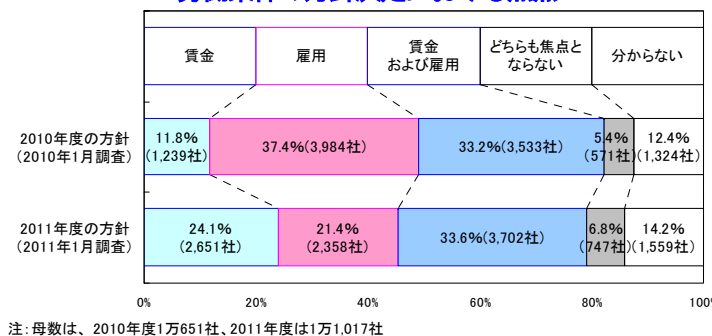 賃金
雇用
賃金
および雇用
どちらも焦点と
ならない
分からない
2010年度の方針
(2010年1月調査)
11.8%
(1,239社)
37.4%(3,984社)
33.2%(3,533社)
5.4%
(571社)
12.4%
(1,324社)
2011年度の方針
(2011年1月調査)
24.1%
(2,651社)
21.4%
(2,358社)
33.6%(3,702社)
6.8%
(747社)
14.2%
(1,559社)
0% 20% 40% 60% 80% 100%
注:母数は、2010年度1万651社、2011年度は1万1,017社